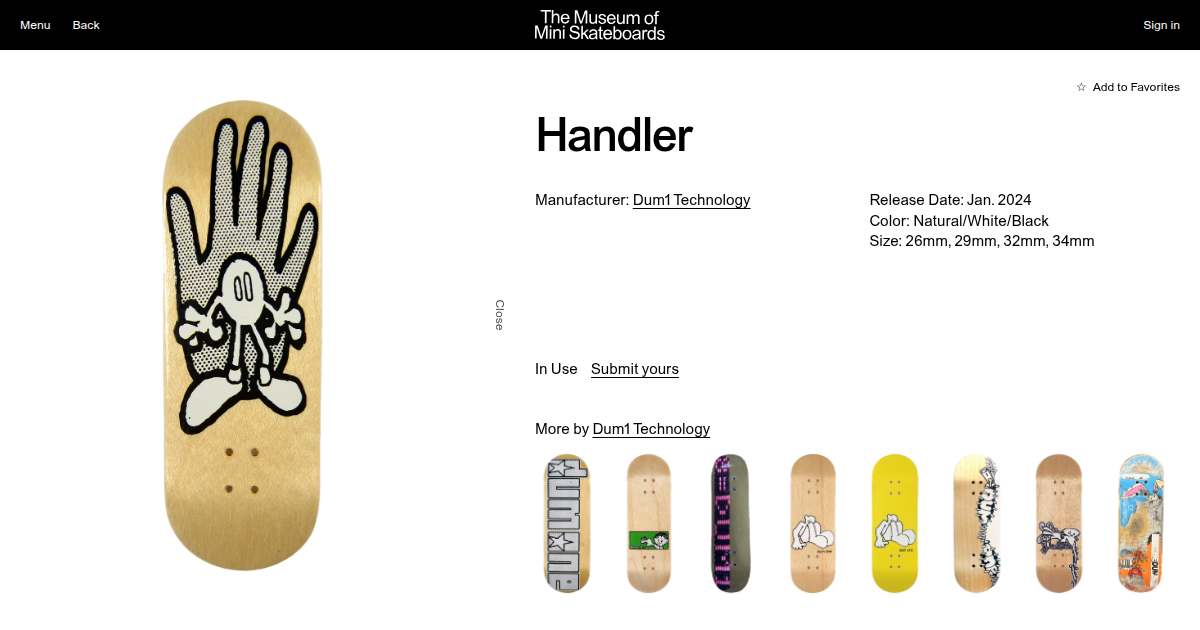 Menu
Back
The Museum of
Mini Skateboards
Sign in
☆ Add to Favorites
Handler
Manufacturer: Dum1 Technology
Release Date: Jan. 2024
Color: Natural/White/Black
Size: 26mm, 29mm, 32mm, 34mm
Close
In Use Submit yours
More by Dum1 Technology